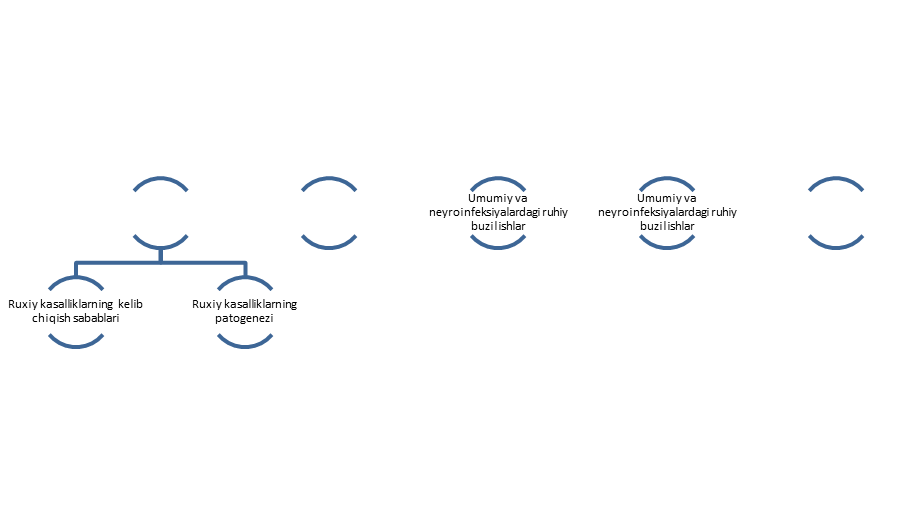 Umumiy va
neyroinfeksiyalardagi ruhiy
buzilishlar
Umumiy va
neyroinfeksiyalardagi ruhiy
buzilishlar
Ruxiy kasalliklarning kelib
chiqish sabablari
Ruxiy kasalliklarning
patogenezi